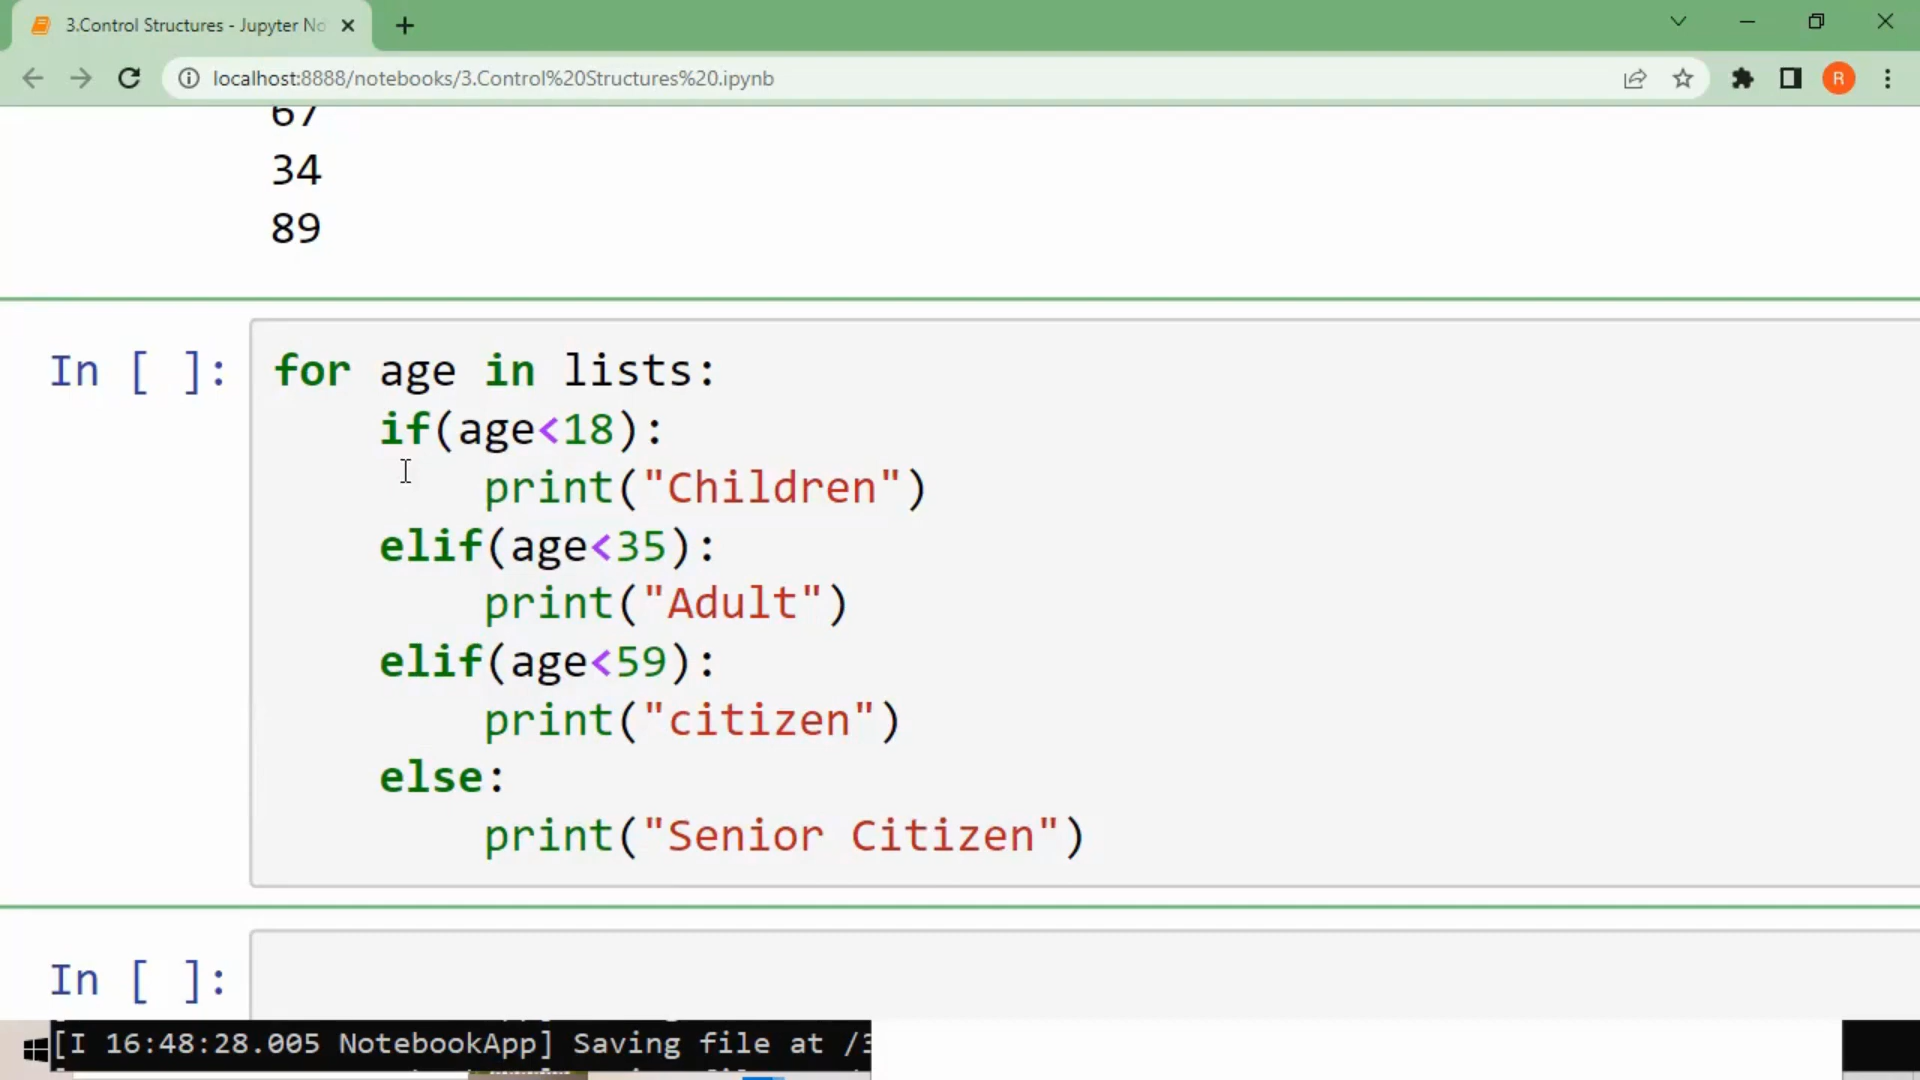 3.Control Structures - Jupyter No
localhost:8888/notebooks/3.Control%20Structures%20.ipynb
R
67
34
89
In [ ]:
for age in lists:
    if(age<18):
        print("Children")
    elif(age<35):
        print("Adult")
    elif(age<59):
        print("citizen")
    else:
        print("Senior Citizen")
In [ ]:
[I 16:48:28.005 NotebookApp] Saving file at /3